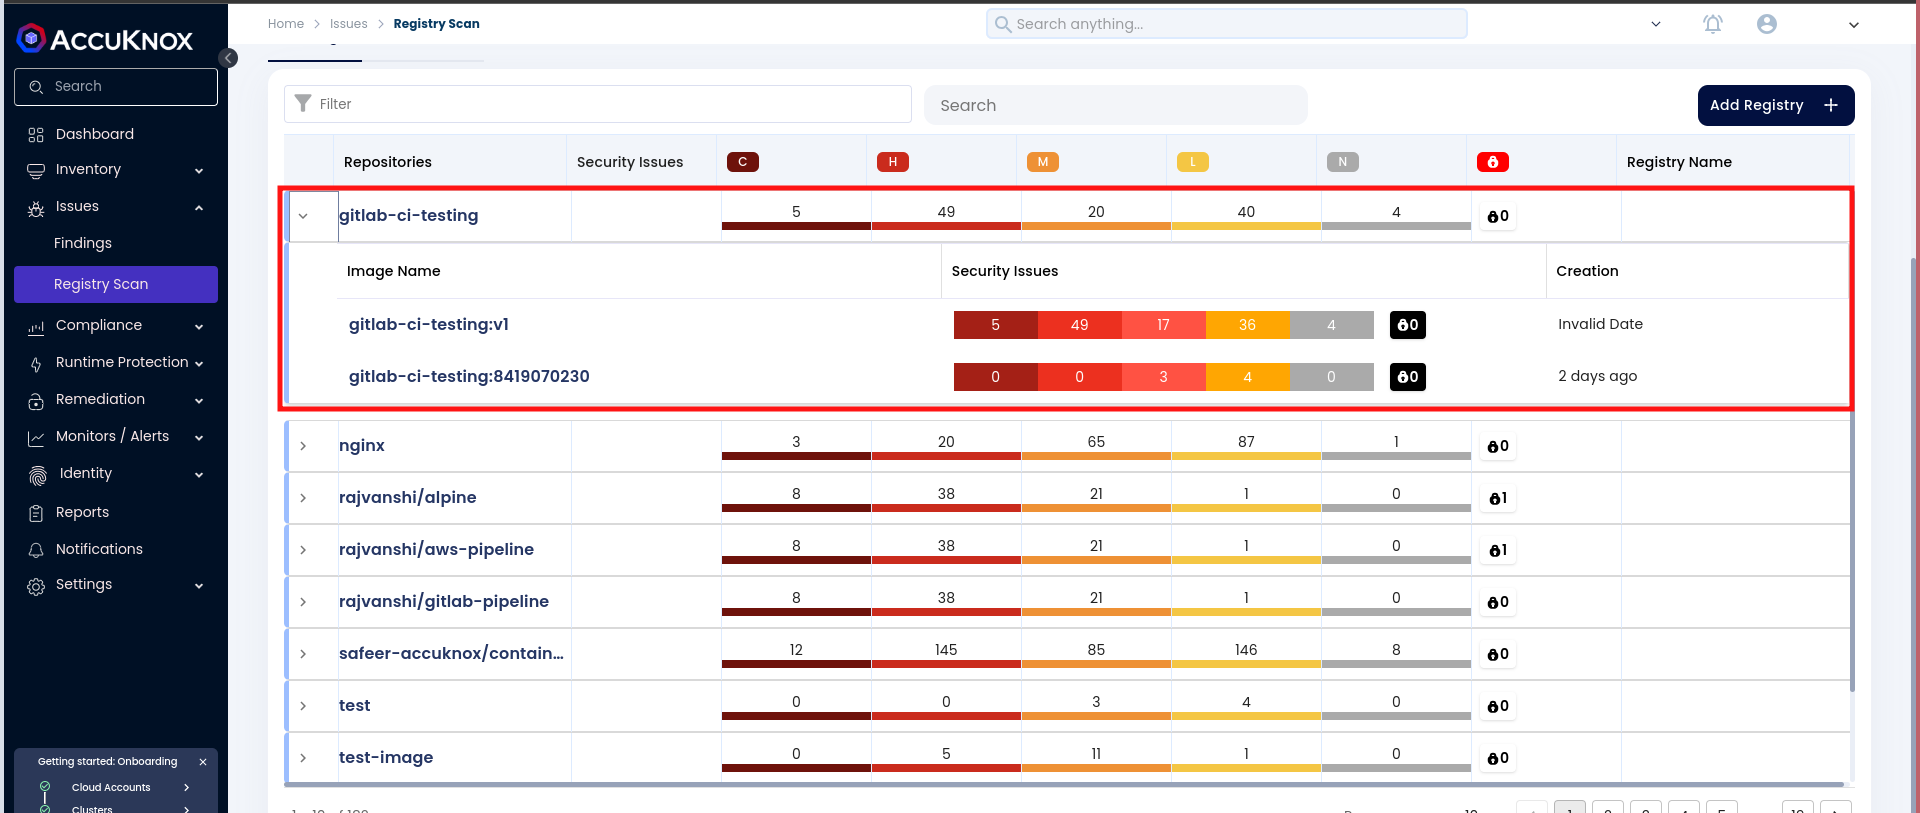 ACCUKNOX
Search
Dashboard
Inventory
Issues
Findings
Registry Scan
Compliance
Runtime Protection
Remediation
Monitors / Alerts
Identity
Reports
Notifications
Settings
Getting started: Onboarding
Cloud Accounts
Clusters
Home > Issues > Registry Scan
Search anything...
Filter
Search
Add Registry +
Repositories Security Issues C H M L N Registry Name
gitlab-ci-testing 5 49 20 40 4 0
Image Name Security Issues Creation
gitlab-ci-testing:v1 5 49 17 36 4 0 Invalid Date
gitlab-ci-testing:8419070230 0 0 3 4 0 0 2 days ago
nginx 3 20 65 87 1 0
rajvanshi/alpine 8 38 21 1 0 1
rajvanshi/aws-pipeline 8 38 21 1 0 1
rajvanshi/gitlab-pipeline 8 38 21 1 0 0
safeer-accuknox/contain... 12 145 85 146 8 0
test 0 0 3 4 0 0
test-image 0 5 11 1 0 0